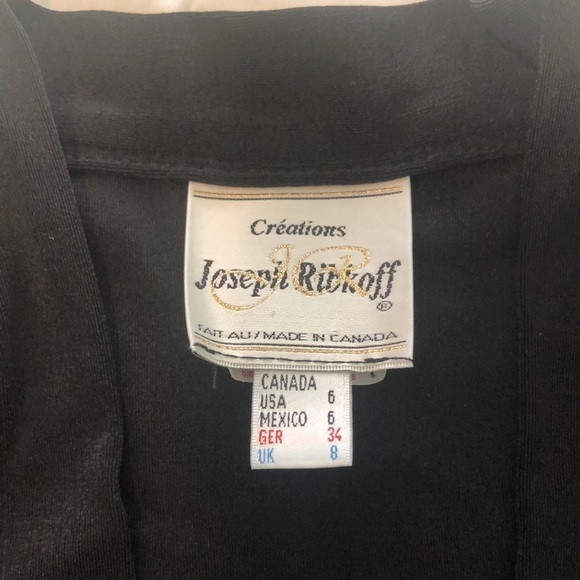 Créations
Joseph Ribkoff ®
FAIT AU / MADE IN CANADA
CANADA
USA 6
MEXICO 6
GER 34
UK 8